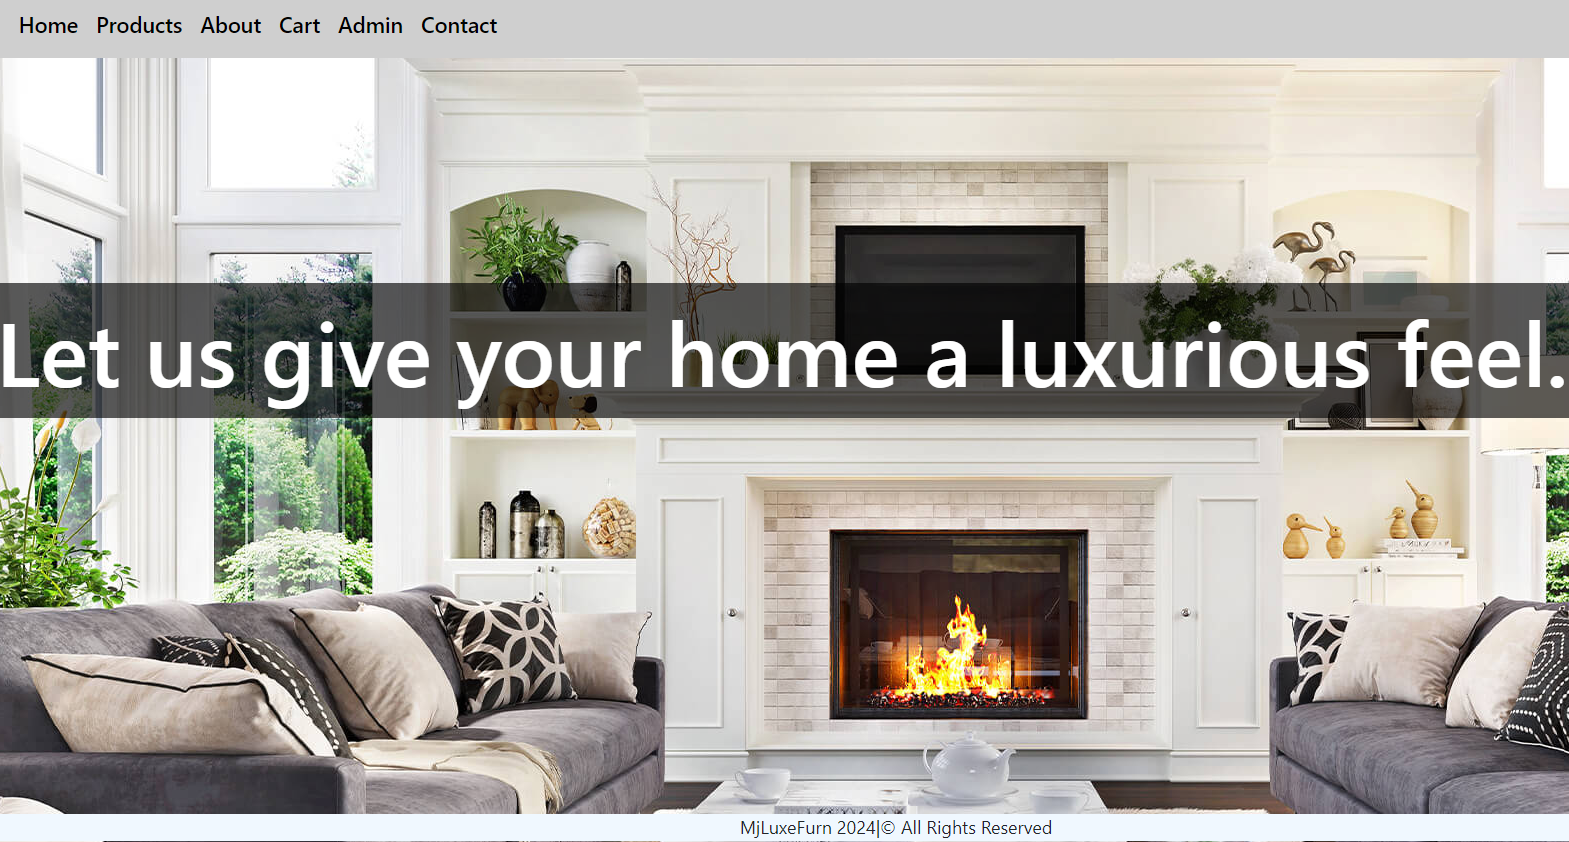 Home Products About Cart Admin Contact
Let us give your home a luxurious feel.
MjLuxeFurn 2024|© All Rights Reserved